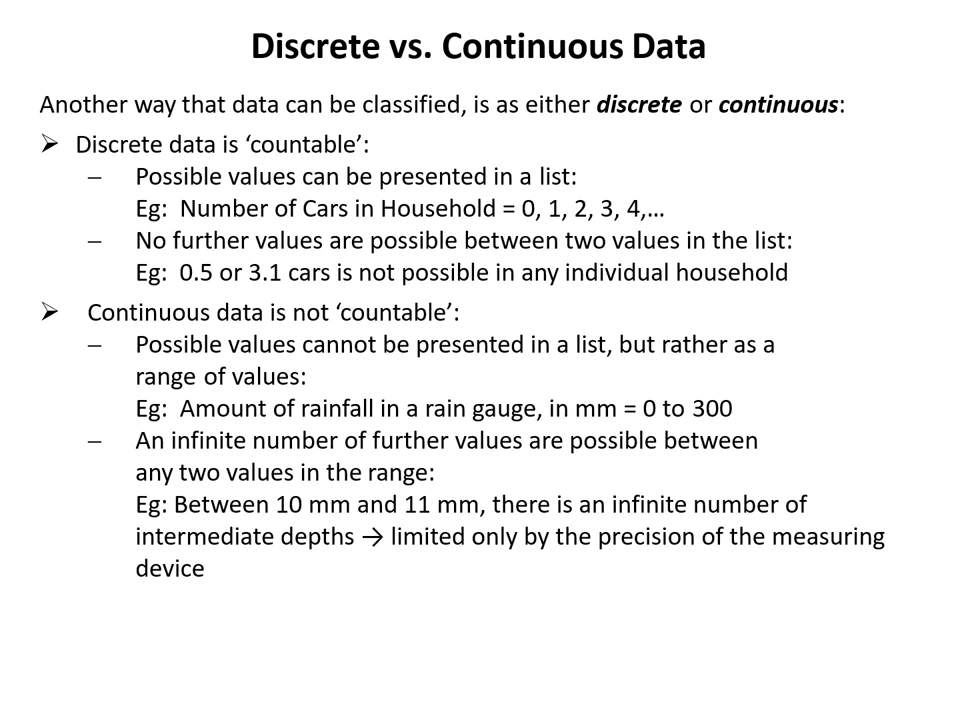 Discrete vs. Continuous Data
Another way that data can be classified, is as either discrete or continuous:
➢ Discrete data is ‘countable’:
– Possible values can be presented in a list:
Eg: Number of Cars in Household = 0, 1, 2, 3, 4,…
– No further values are possible between two values in the list:
Eg: 0.5 or 3.1 cars is not possible in any individual household
➢ Continuous data is not ‘countable’:
– Possible values cannot be presented in a list, but rather as a
range of values:
Eg: Amount of rainfall in a rain gauge, in mm = 0 to 300
– An infinite number of further values are possible between
any two values in the range:
Eg: Between 10 mm and 11 mm, there is an infinite number of
intermediate depths → limited only by the precision of the measuring
device